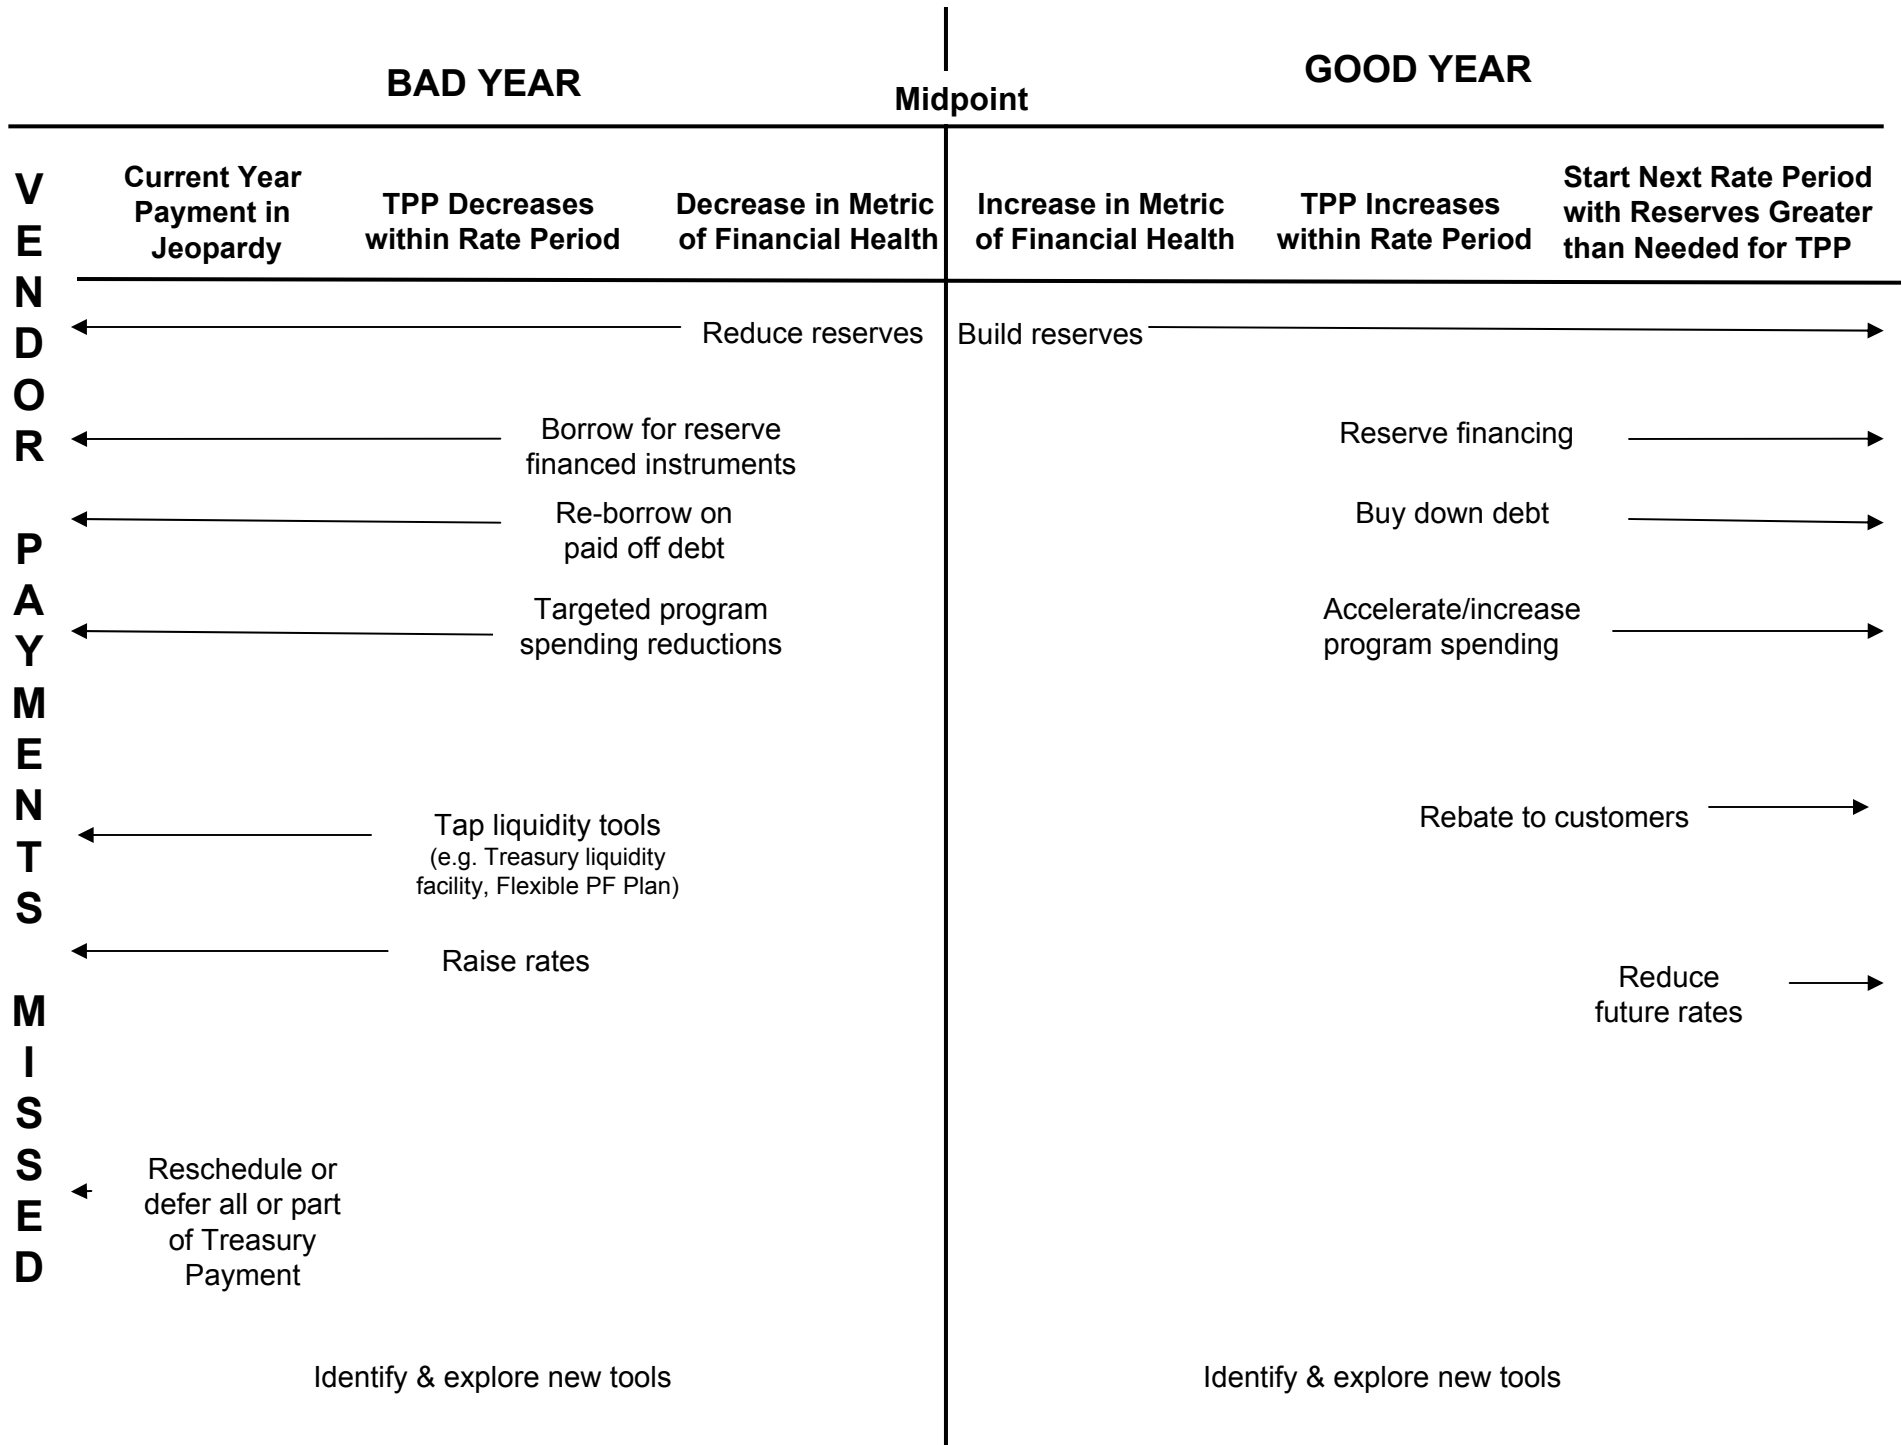 BAD YEAR
Midpoint
GOOD YEAR
VENDOR PAYMENTS MISSED
Current Year
Payment in
Jeopardy
TPP Decreases
within Rate Period
Decrease in Metric
of Financial Health
Increase in Metric
of Financial Health
TPP Increases
within Rate Period
Start Next Rate Period
with Reserves Greater
than Needed for TPP
Reduce reserves
Build reserves
Borrow for reserve
financed instruments
Reserve financing
Re-borrow on
paid off debt
Buy down debt
Targeted program
spending reductions
Accelerate/increase
program spending
Tap liquidity tools
(e.g. Treasury liquidity
facility, Flexible PF Plan)
Rebate to customers
Raise rates
Reduce
future rates
Reschedule or
defer all or part
of Treasury
Payment
Identify & explore new tools
Identify & explore new tools